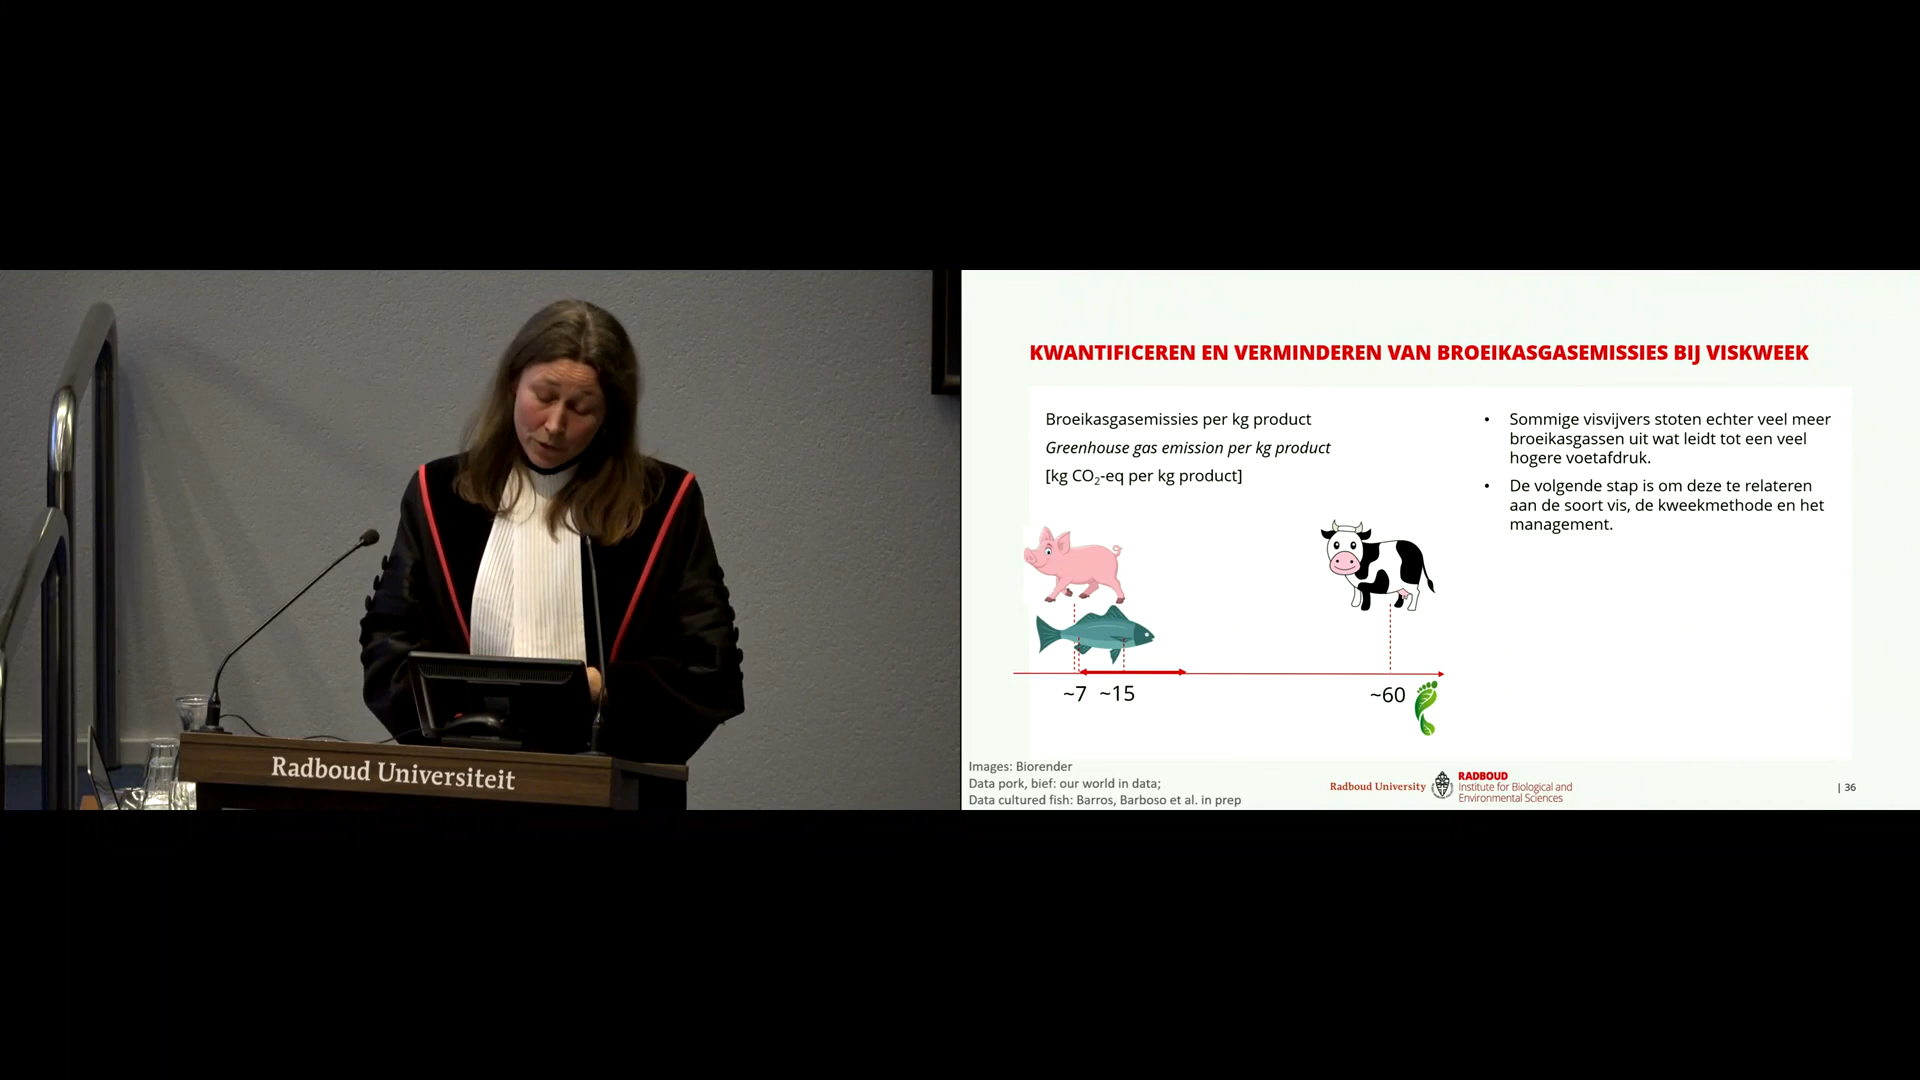 Radboud Universiteit
KWANTIFICEREN EN VERMINDEREN VAN BROEIKASGASEMISSIES BIJ VISKWEEK
Broeikasgasemissies per kg product
Greenhouse gas emission per kg product
[kg CO₂-eq per kg product]
~7 ~15
~60
• Sommige visvijvers stoten echter veel meer
broeikasgassen uit wat leidt tot een veel
hogere voetafdruk.
• De volgende stap is om deze te relateren
aan de soort vis, de kweekmethode en het
management.
Images: Biorender
Data pork, bief: our world in data;
Data cultured fish: Barros, Barboso et al. in prep
Radboud University
RADBOUD
Institute for Biological and
Environmental Sciences
| 36